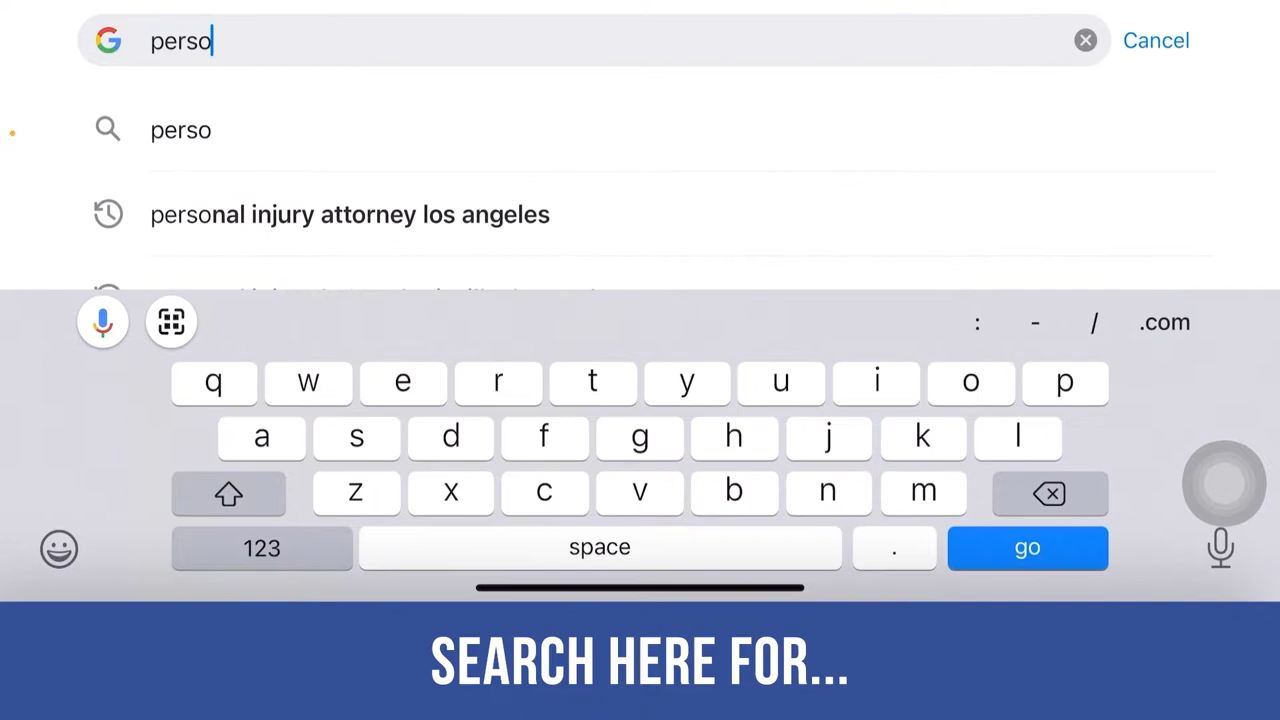 perso
Cancel
perso
personal injury attorney los angeles
: - / .com
q w e r t y u i o p
a s d f g h j k l
z x c v b n m
123 space . go
SEARCH HERE FOR...